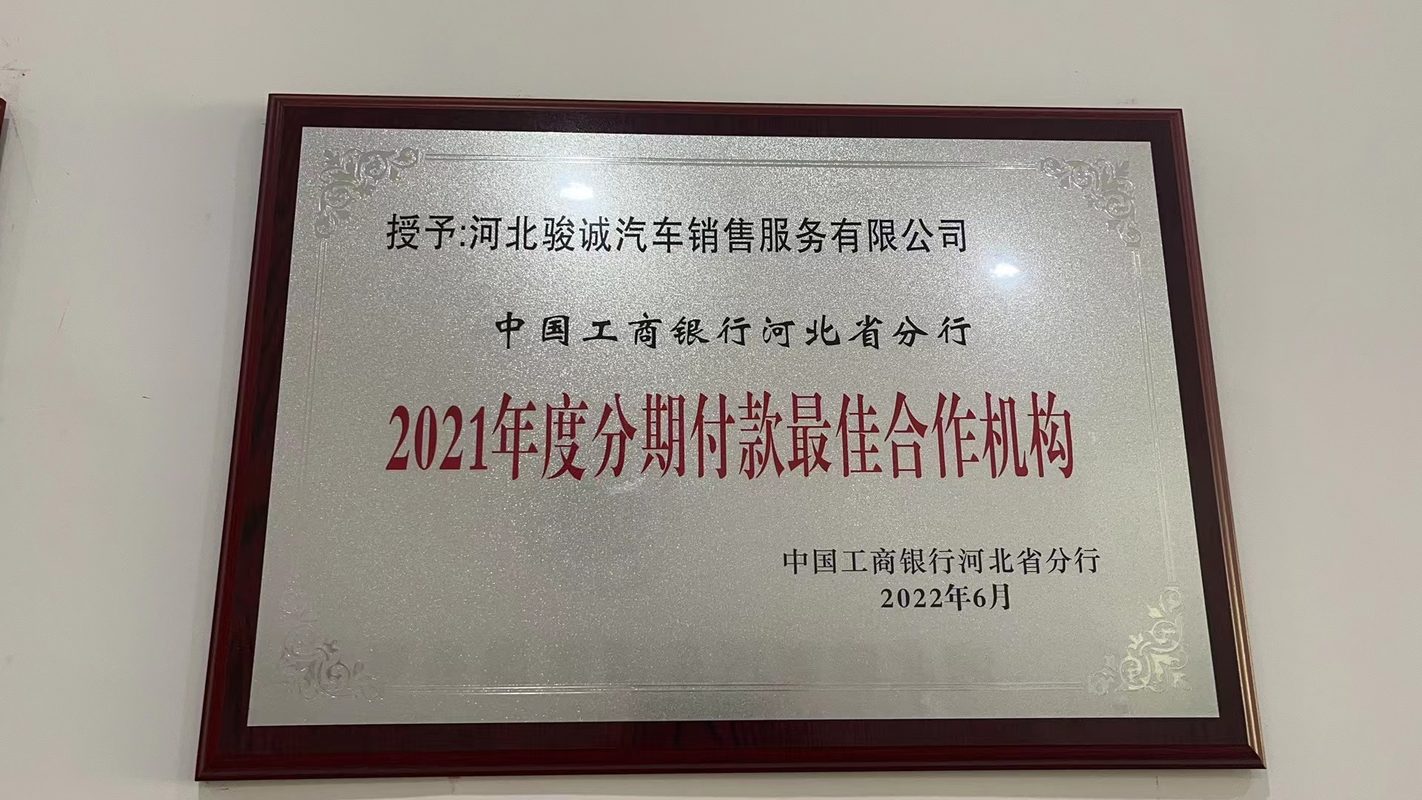 授予:河北骏诚汽车销售服务有限公司
中国工商银行河北省分行
2021年度分期付款最佳合作机构
中国工商银行河北省分行
2022年6月